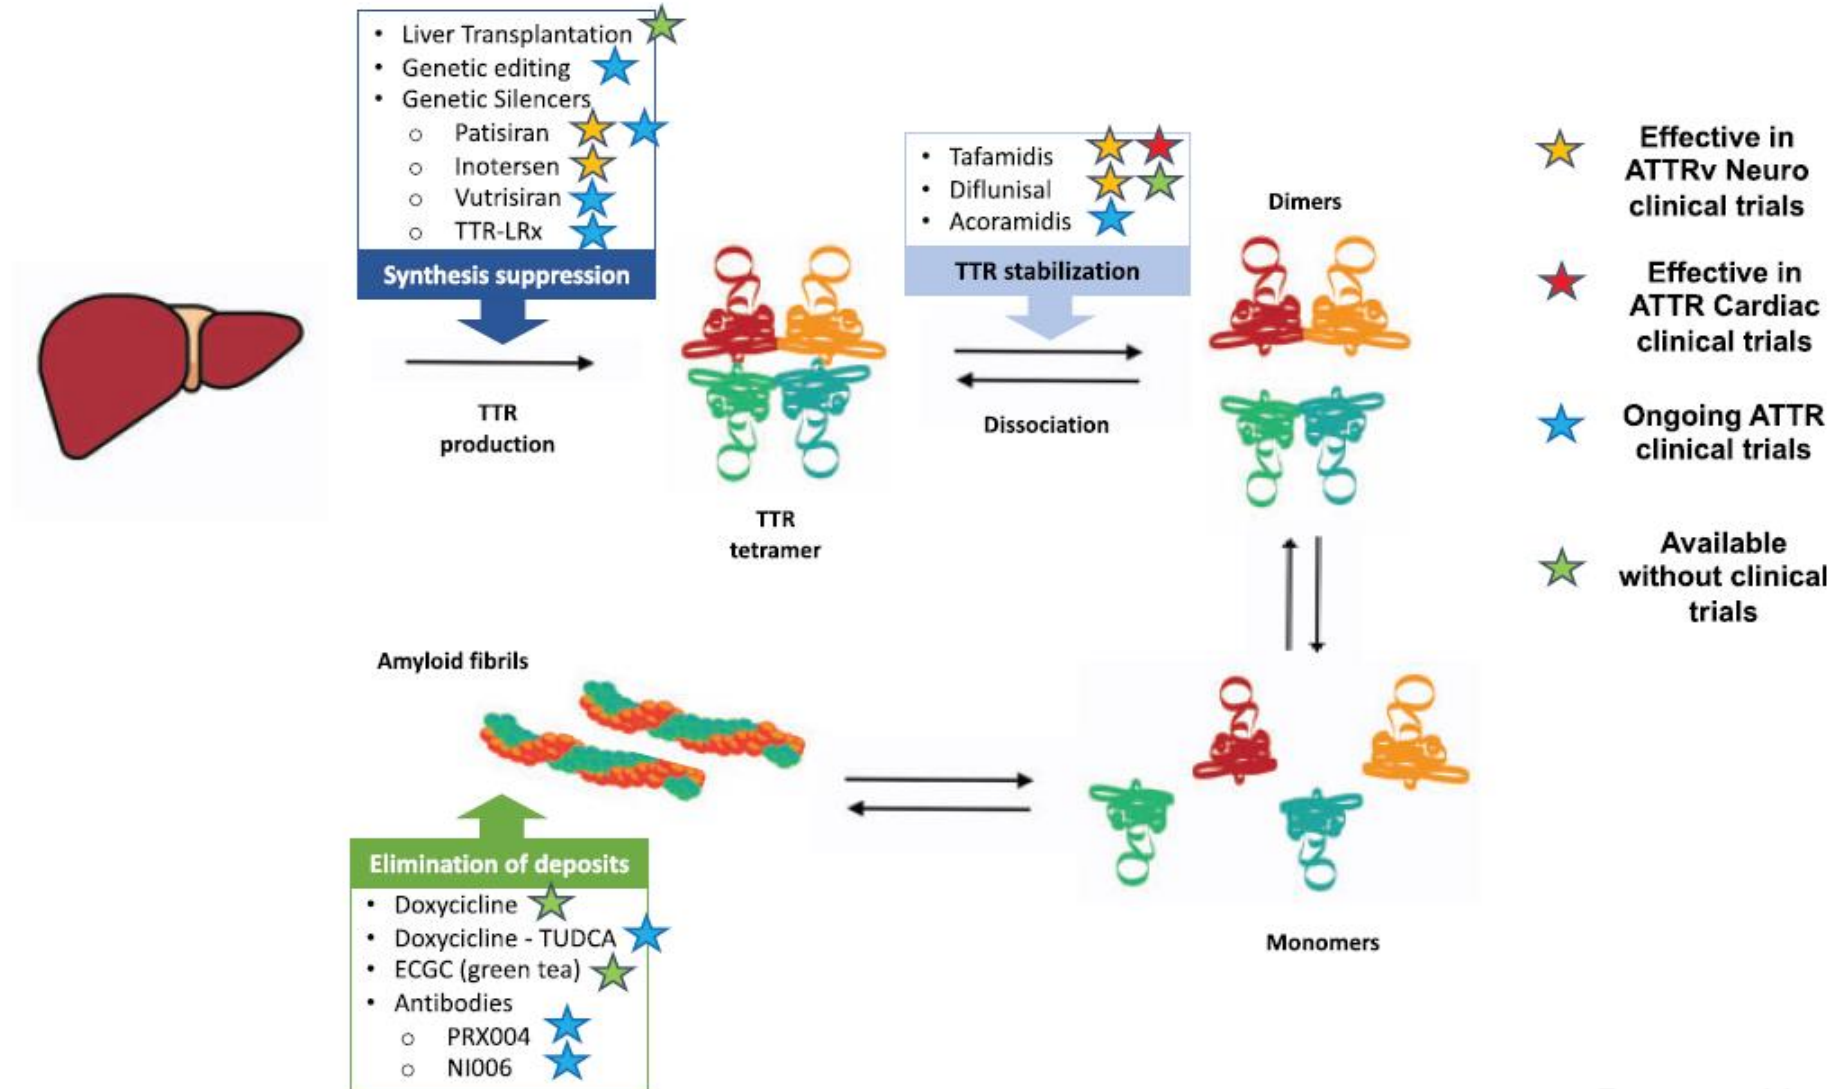 • Liver Transplantation
• Genetic editing
• Genetic Silencers
o Patisiran
o Inotersen
o Vutrisiran
o TTR-LRx
Synthesis suppression
TTR
production
TTR
tetramer
• Tafamidis
• Diflunisal
• Acoramidis
TTR stabilization
Dissociation
Dimers
Effective in
ATTRv Neuro
clinical trials
Effective in
ATTR Cardiac
clinical trials
Ongoing ATTR
clinical trials
Available
without clinical
trials
Monomers
Amyloid fibrils
Elimination of deposits
• Doxycicline
• Doxycicline - TUDCA
• ECGC (green tea)
• Antibodies
o PRX004
o NI006